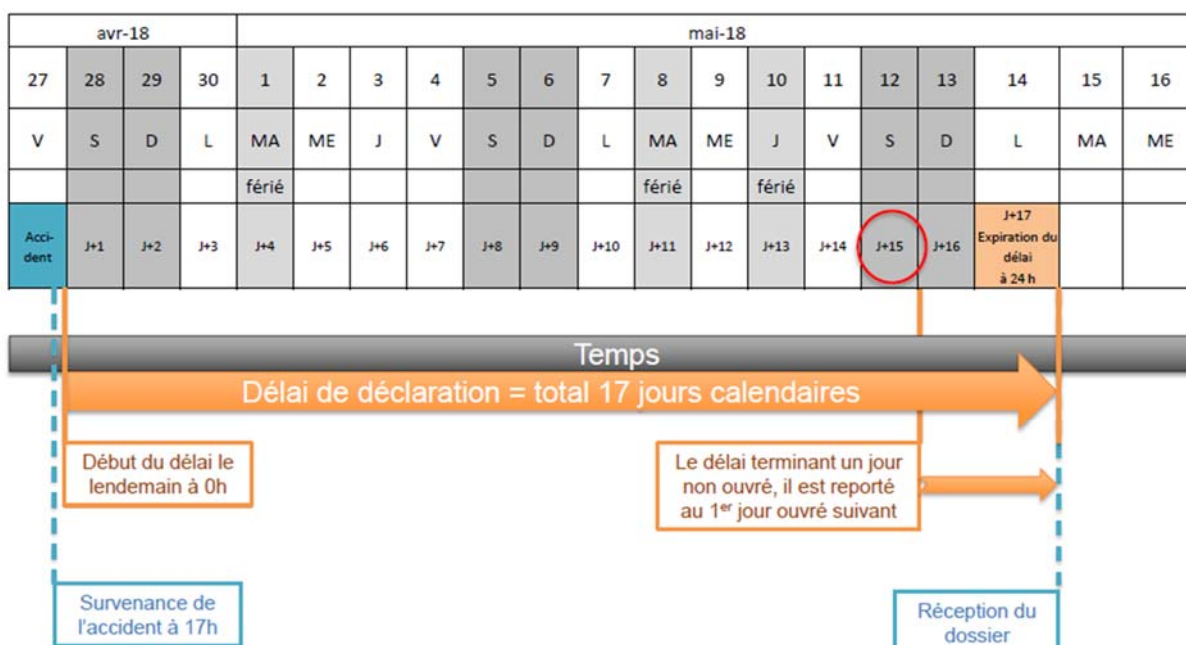 avr-18 mai-18
27 28 29 30 1 2 3 4 5 6 7 8 9 10 11 12 13 14 15 16
V S D L MA ME J V S D L MA ME J V S D L MA ME
férié férié férié
Acci-
dent
J+1 J+2 J+3 J+4 J+5 J+6 J+7 J+8 J+9 J+10 J+11 J+12 J+13 J+14 J+15 J+16
J+17
Expiration du
délai
à 24 h
Temps
Délai de déclaration = total 17 jours calendaires
Début du délai le
lendemain à 0h
Le délai terminant un jour
non ouvré, il est reporté
au 1er jour ouvré suivant
Survenance de
l'accident à 17h
Réception du
dossier